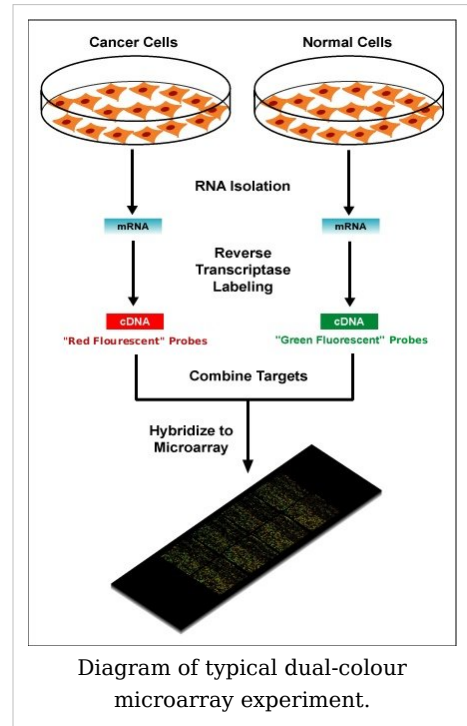 Cancer Cells
Normal Cells
RNA Isolation
mRNA
mRNA
Reverse
Transcriptase
Labeling
cDNA
cDNA
"Red Flourescent" Probes
"Green Fluorescent" Probes
Combine Targets
Hybridize to
Microarray
Diagram of typical dual-colour
microarray experiment.